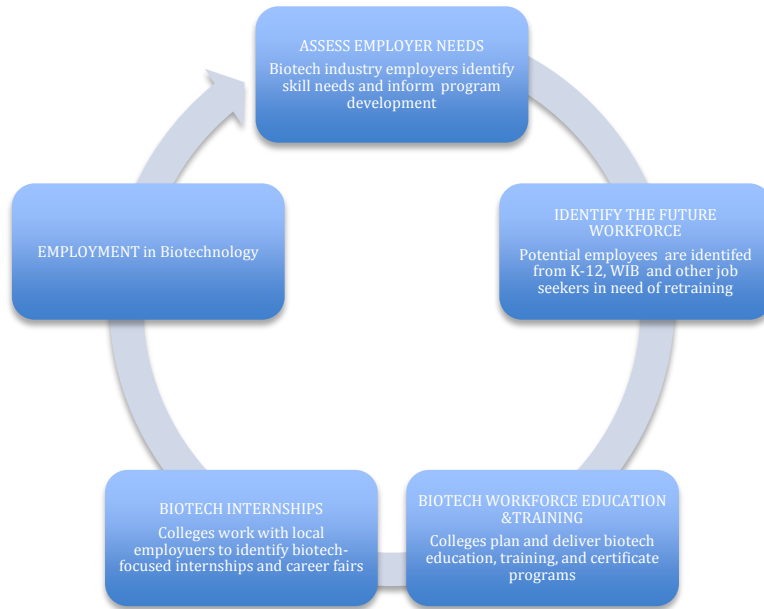 ASSESS EMPLOYER NEEDS
Biotech industry employers identify
skill needs and inform program
development
IDENTIFY THE FUTURE
WORKFORCE
Potential employees are identifed
from K-12, WIB and other job
seekers in need of retraining
BIOTECH WORKFORCE EDUCATION
&TRAINING
Colleges plan and deliver biotech
education, training, and certificate
programs
BIOTECH INTERNSHIPS
Colleges work with local
employuers to identify biotech-
focused internships and career fairs
EMPLOYMENT in Biotechnology